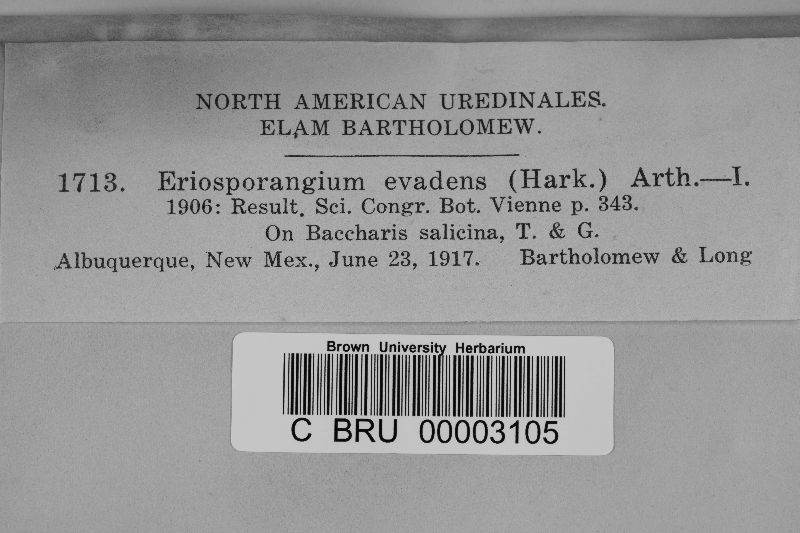 NORTH AMERICAN UREDINALES.
ELAM BARTHOLOMEW.
1713. Eriosporangium evadens (Hark.) Arth.—I.
1906: Result. Sci. Congr. Bot. Vienne p. 343.
On Baccharis salicina, T. & G.
Albuquerque, New Mex., June 23, 1917. Bartholomew & Long
Brown University Herbarium
C BRU 00003105